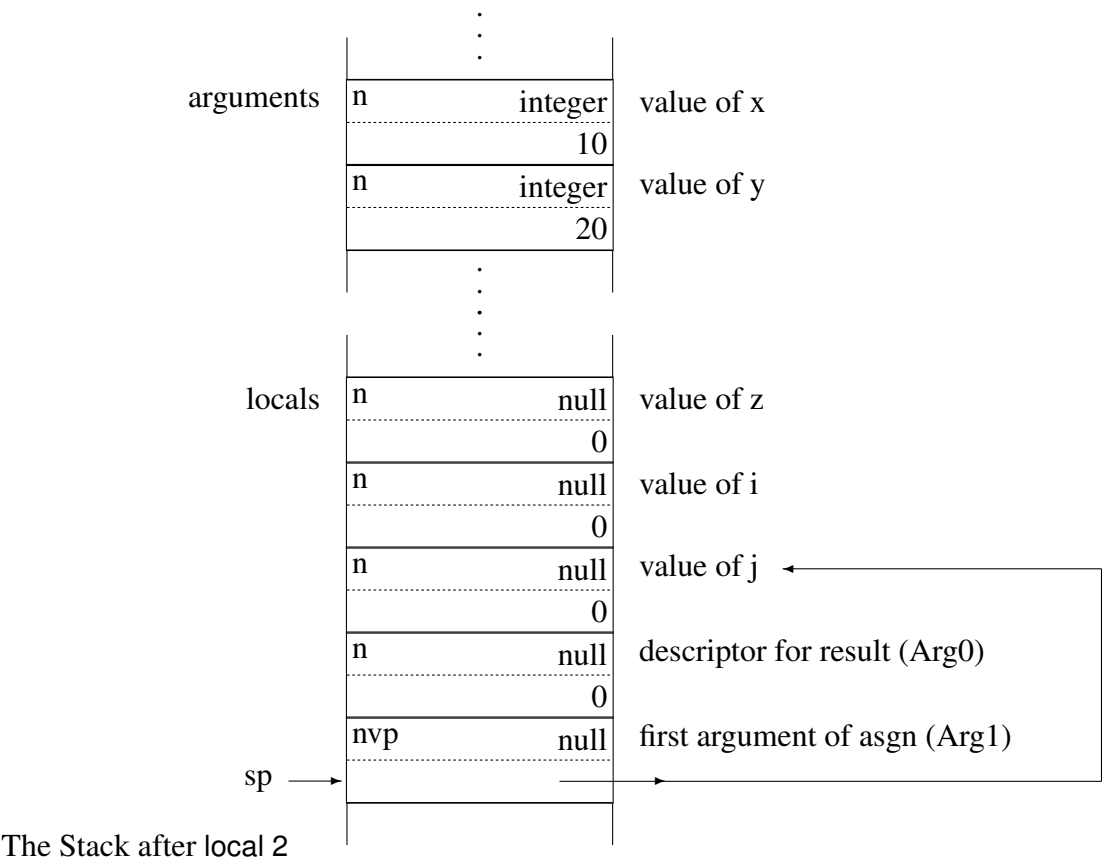 arguments n integer value of x
10
n integer value of y
20
locals n null value of z
0
n null value of i
0
n null value of j
0
n null descriptor for result (Arg0)
0
nvp null first argument of asgn (Arg1)
sp
The Stack after local 2